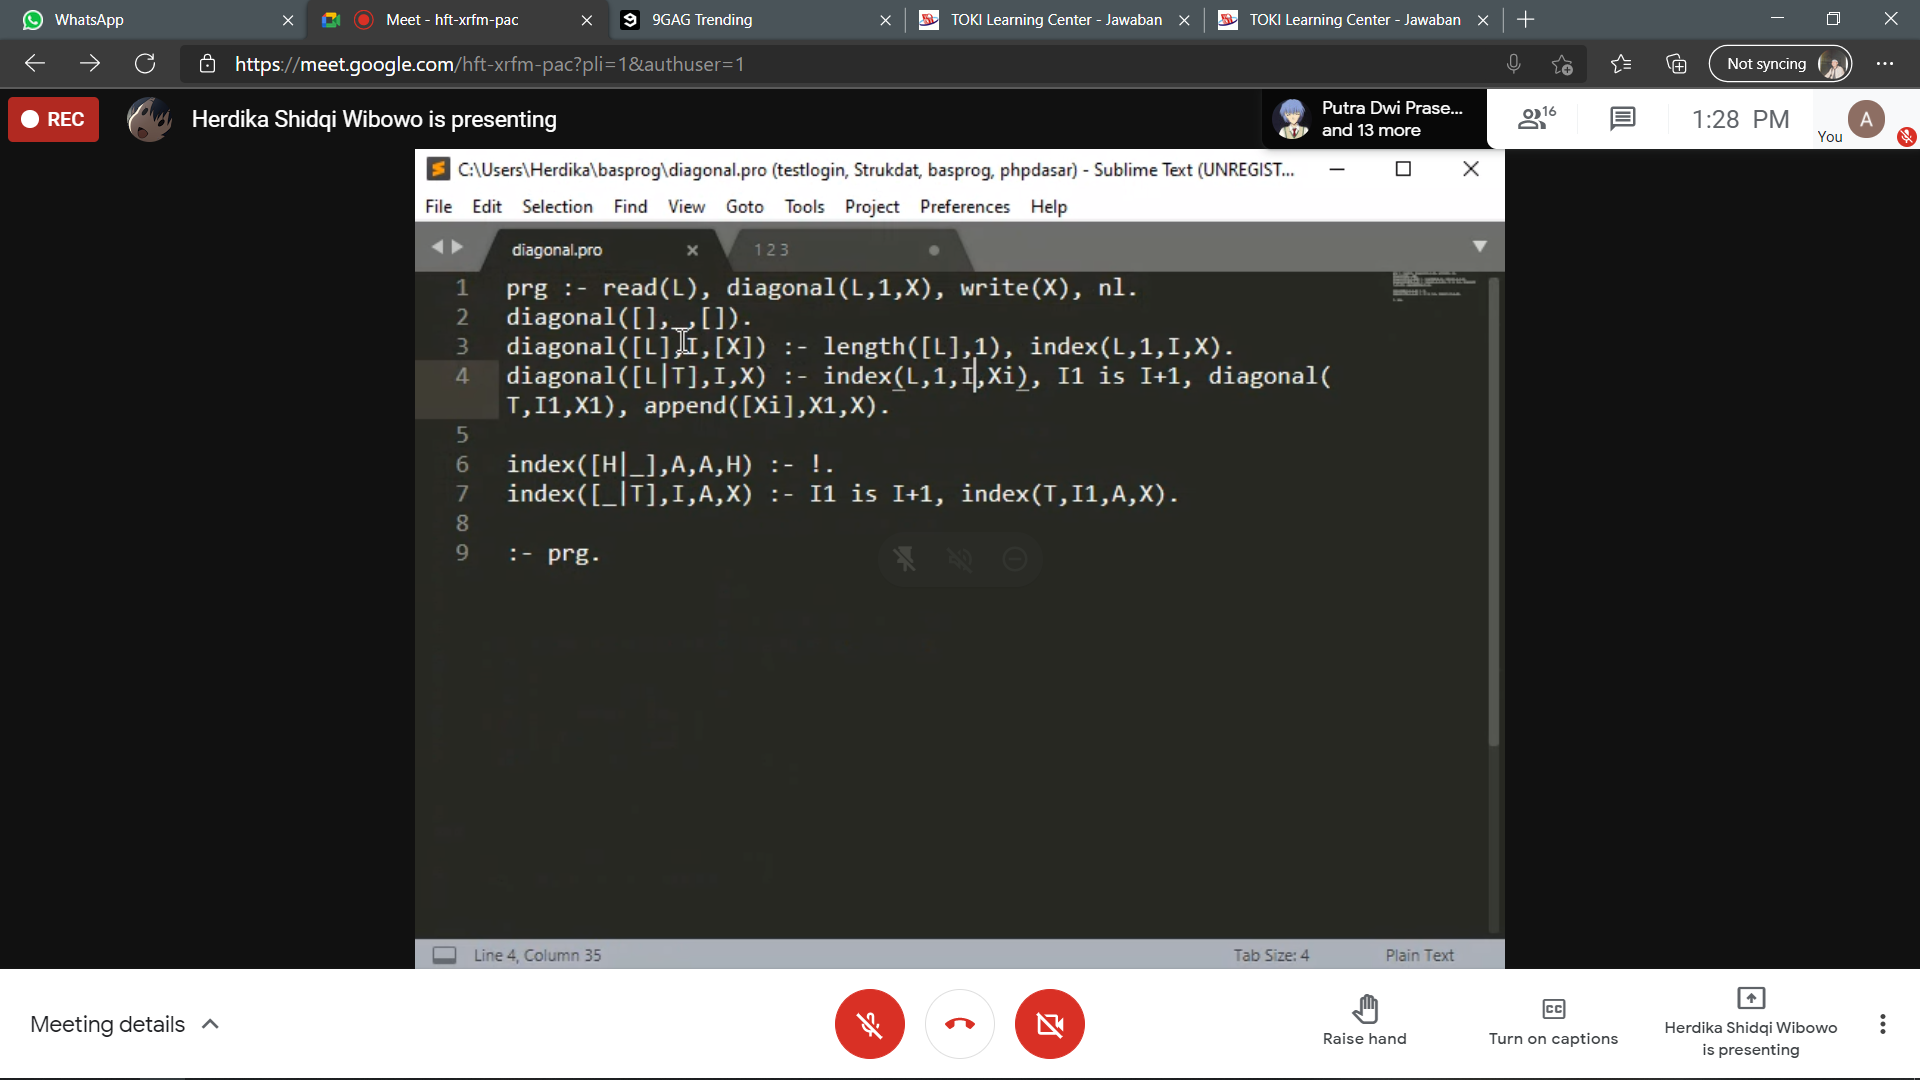 WhatsApp
Meet - hft-xrfm-pac
9GAG Trending
TOKI Learning Center - Jawaban
TOKI Learning Center - Jawaban
https://meet.google.com/hft-xrfm-pac?pli=1&authuser=1
Not syncing
REC
Herdika Shidqi Wibowo is presenting
Putra Dwi Prase...
and 13 more
16
1:28 PM
You
A
C:\Users\Herdika\basprog\diagonal.pro (testlogin, Strukdat, basprog, phpdasar) - Sublime Text (UNREGIST...
File Edit Selection Find View Goto Tools Project Preferences Help
diagonal.pro
1 2 3
1 prg :- read(L), diagonal(L,1,X), write(X), nl.
2 diagonal([],_,[]).
3 diagonal([L],I,[X]) :- length([L],1), index(L,1,I,X).
4 diagonal([L|T],I,X) :- index(L,1,I,Xi), I1 is I+1, diagonal(
T,I1,X1), append([Xi],X1,X).
5
6 index([H|_],A,A,H) :- !.
7 index([_|T],I,A,X) :- I1 is I+1, index(T,I1,A,X).
8
9 :- prg.
Line 4, Column 35
Tab Size: 4
Plain Text
Meeting details
Raise hand
CC
Turn on captions
Herdika Shidqi Wibowo
is presenting